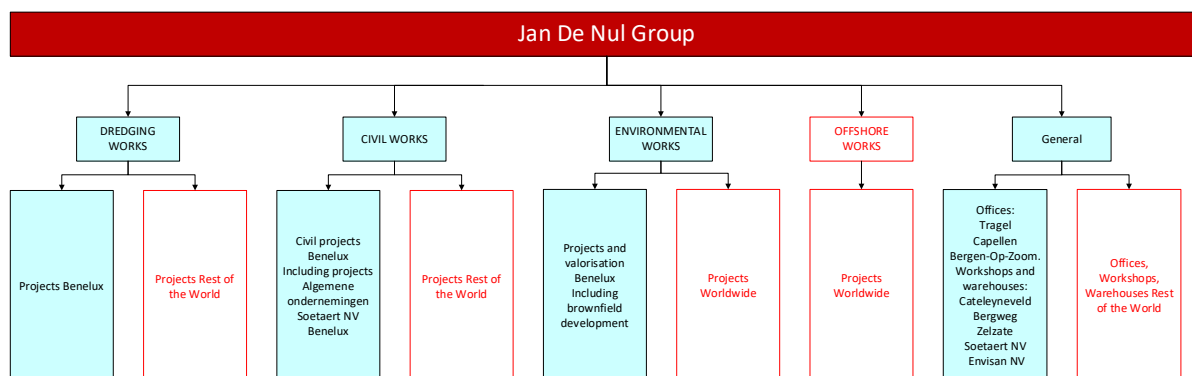 Jan De Nul Group
DREDGING
WORKS
CIVIL WORKS
ENVIRONMENTAL
WORKS
OFFSHORE
WORKS
General
Projects Benelux
Projects Rest of
the World
Civil projects
Benelux
Including projects
Algemene
ondernemingen
Soetaert NV
Benelux
Projects Rest of
the World
Projects and
valorisation
Benelux
Including
brownfield
development
Projects
Worldwide
Projects
Worldwide
Offices:
Tragel
Capellen
Bergen-Op-Zoom.
Workshops and
warehouses:
Cateleyneveld
Bergweg
Zelzate
Soetaert NV
Envisan NV
Offices,
Workshops,
Warehouses Rest
of the World